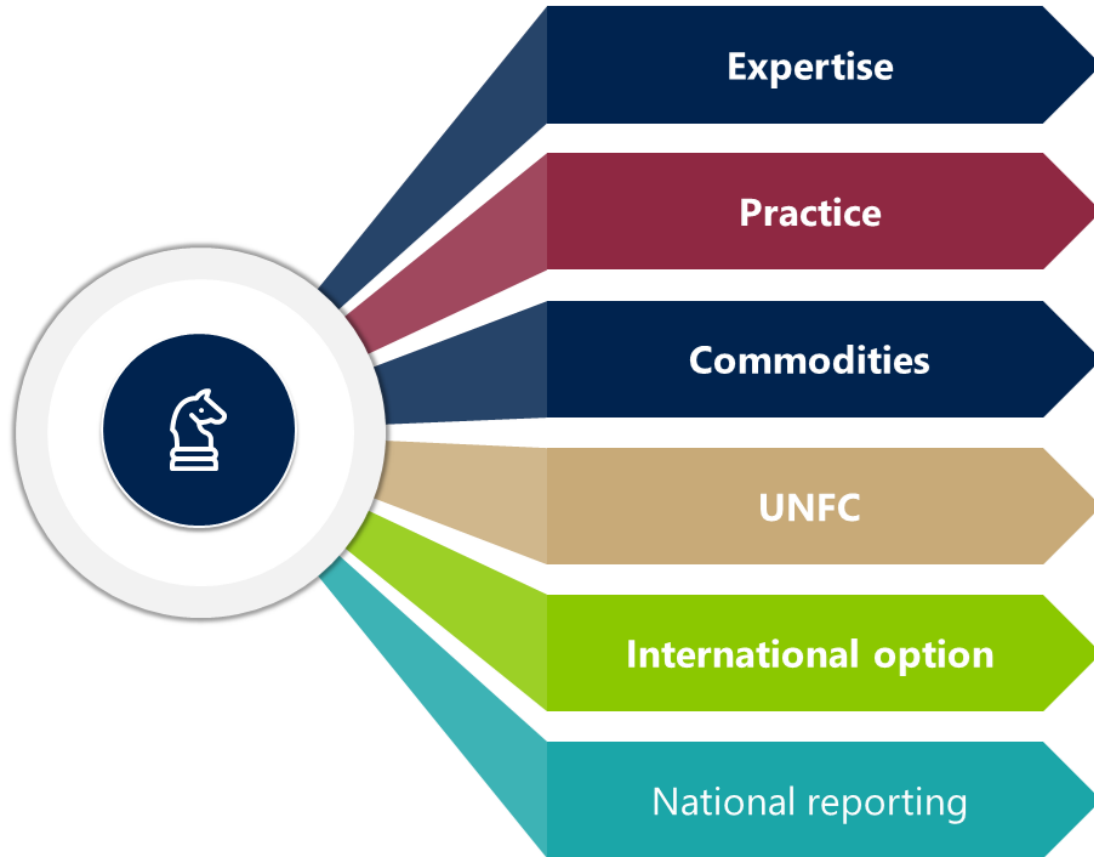 Expertise
Practice
Commodities
UNFC
International option
National reporting